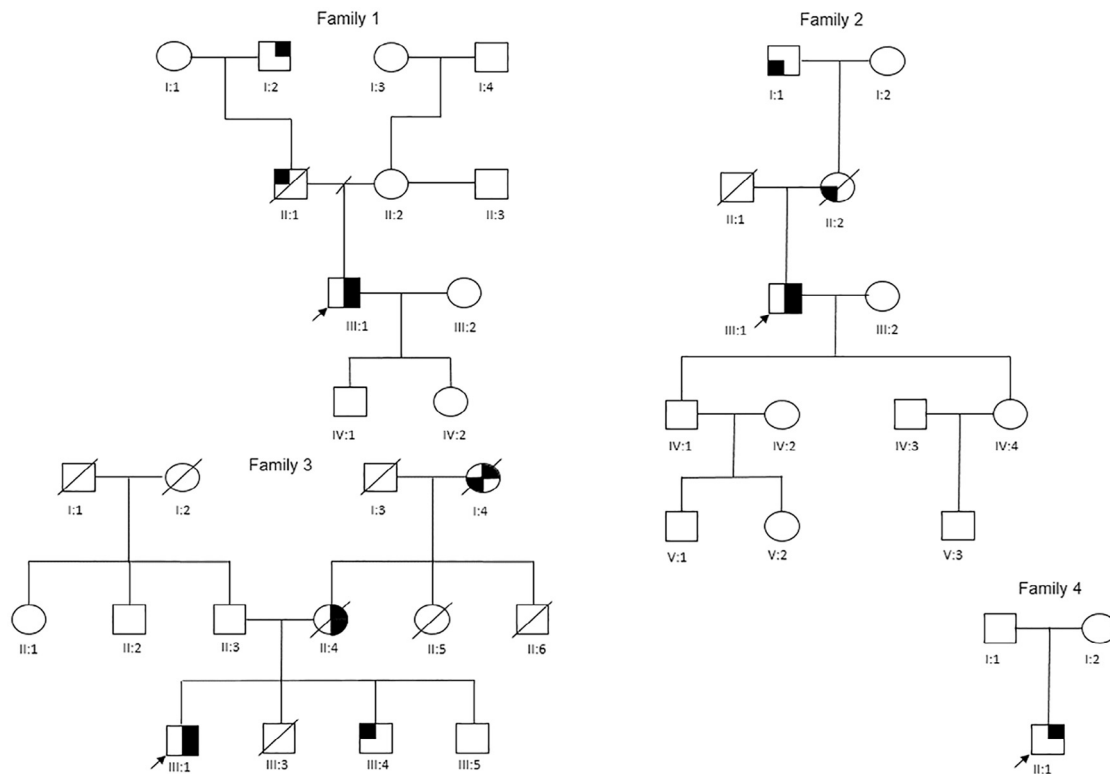 Family 1
I:1 I:2 I:3 I:4
II:1 II:2 II:3
III:1 III:2
IV:1 IV:2
Family 2
I:1 I:2
II:1 II:2
III:1 III:2
IV:1 IV:2 IV:3 IV:4
V:1 V:2 V:3
Family 3
I:1 I:2 I:3 I:4
II:1 II:2 II:3 II:4 II:5 II:6
III:1 III:3 III:4 III:5
Family 4
I:1 I:2
II:1